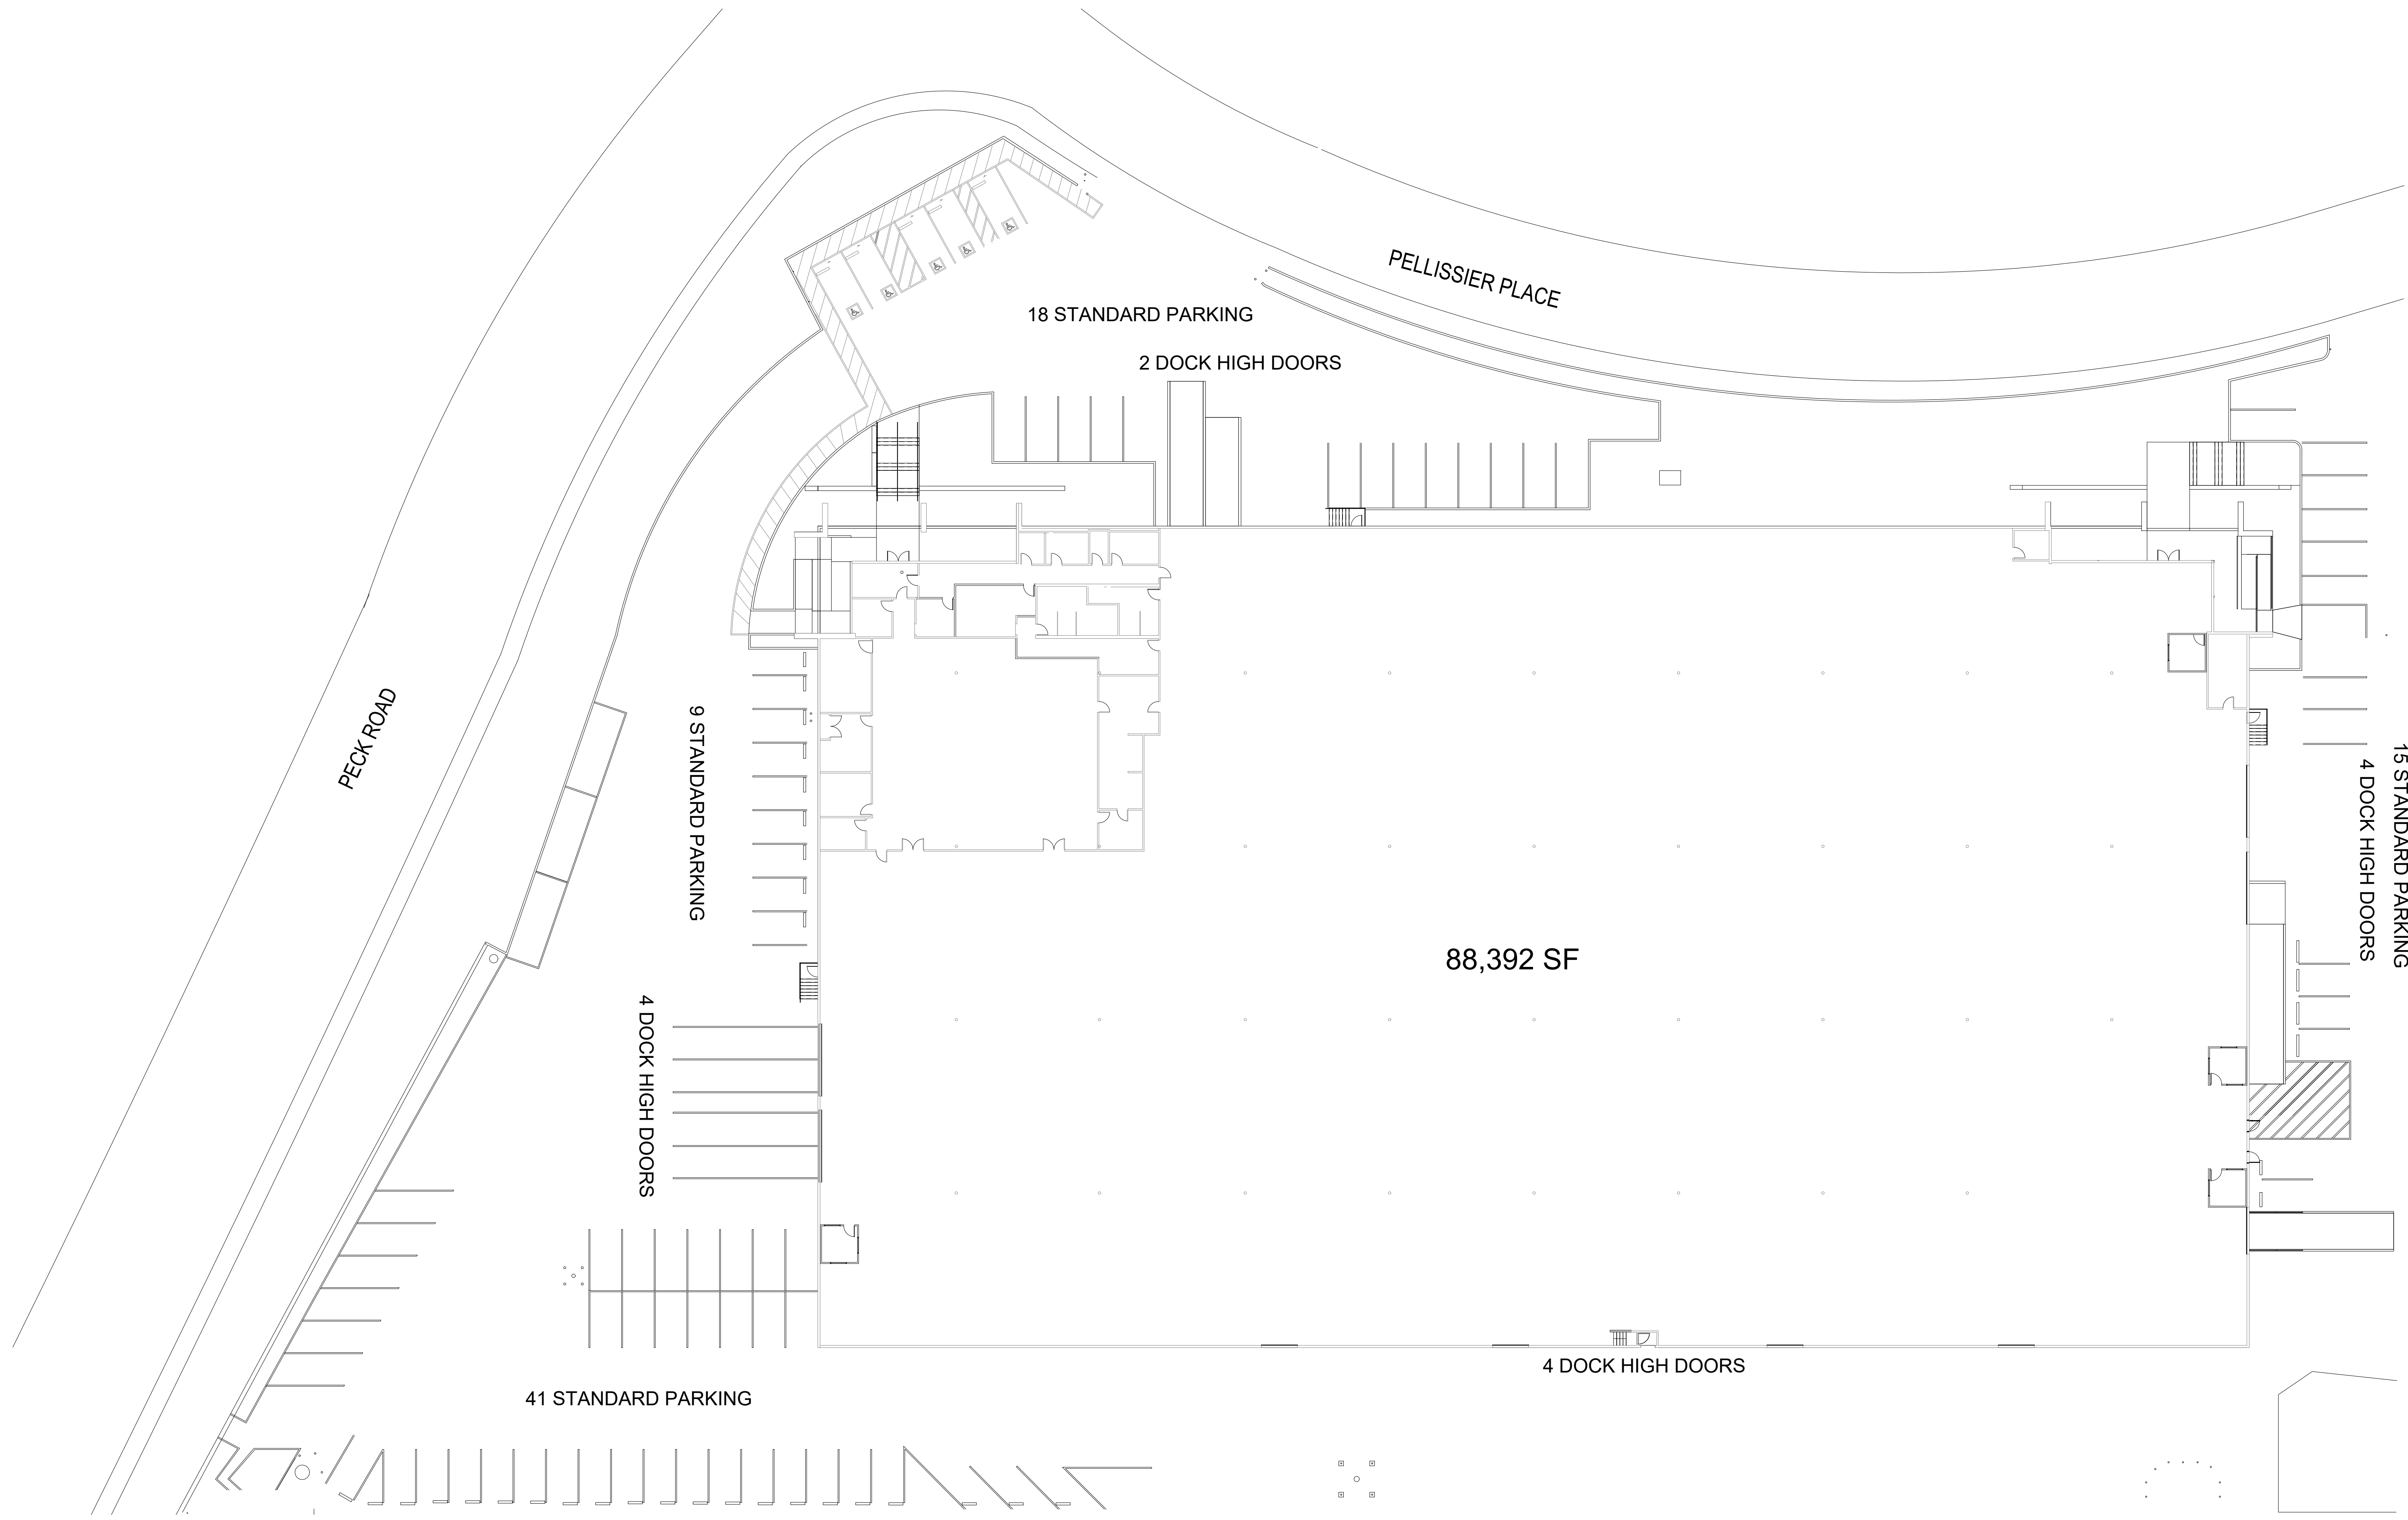 PELLISSIER PLACE
18 STANDARD PARKING
2 DOCK HIGH DOORS
PECK ROAD
9 STANDARD PARKING
15 STANDARD PARKING
4 DOCK HIGH DOORS
88,392 SF
4 DOCK HIGH DOORS
4 DOCK HIGH DOORS
41 STANDARD PARKING